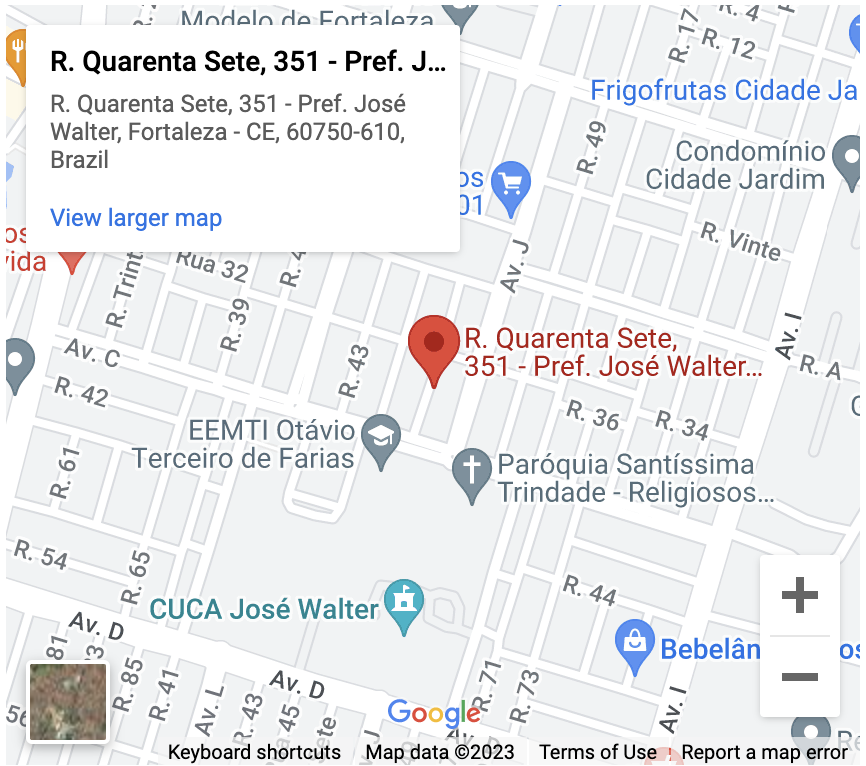 Modelo de Fortaleza
R. 4
R. 17
R. 12
R. Quarenta Sete, 351 - Pref. J...
R. Quarenta Sete, 351 - Pref. José
Walter, Fortaleza - CE, 60750-610,
Brazil
View larger map
Frigofrutas Cidade Ja
R. 49
Condomínio
Cidade Jardim
os
01
R. Vinte
os
vida
Rua 32
R. 4
Av. J
R. Trint
R. 39
Av. I
R. Quarenta Sete,
351 - Pref. José Walter...
R. A
Av. C
R. 43
R. 42
R. 36
R. 34
EEMTI Otávio
Terceiro de Farias
Paróquia Santíssima
Trindade - Religiosos...
R. 61
R. 54
R. 65
R. 44
CUCA José Walter
Av. D
Bebelân
os
81
R. 85
R. 41
Av. L
R. 43
R. 45
Av. D
R. 71
R. 73
Av. I
56
Google
Keyboard shortcuts
Map data ©2023
Terms of Use
Report a map error